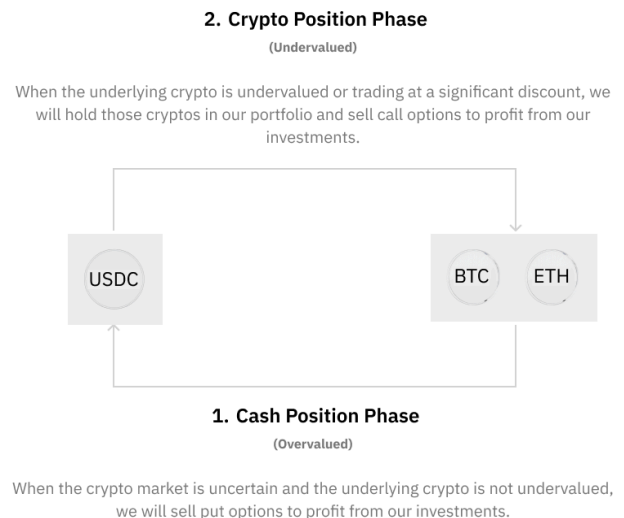 2. Crypto Position Phase
(Undervalued)
When the underlying crypto is undervalued or trading at a significant discount, we
will hold those cryptos in our portfolio and sell call options to profit from our
investments.
USDC
BTC
ETH
1. Cash Position Phase
(Overvalued)
When the crypto market is uncertain and the underlying crypto is not undervalued,
we will sell put options to profit from our investments.